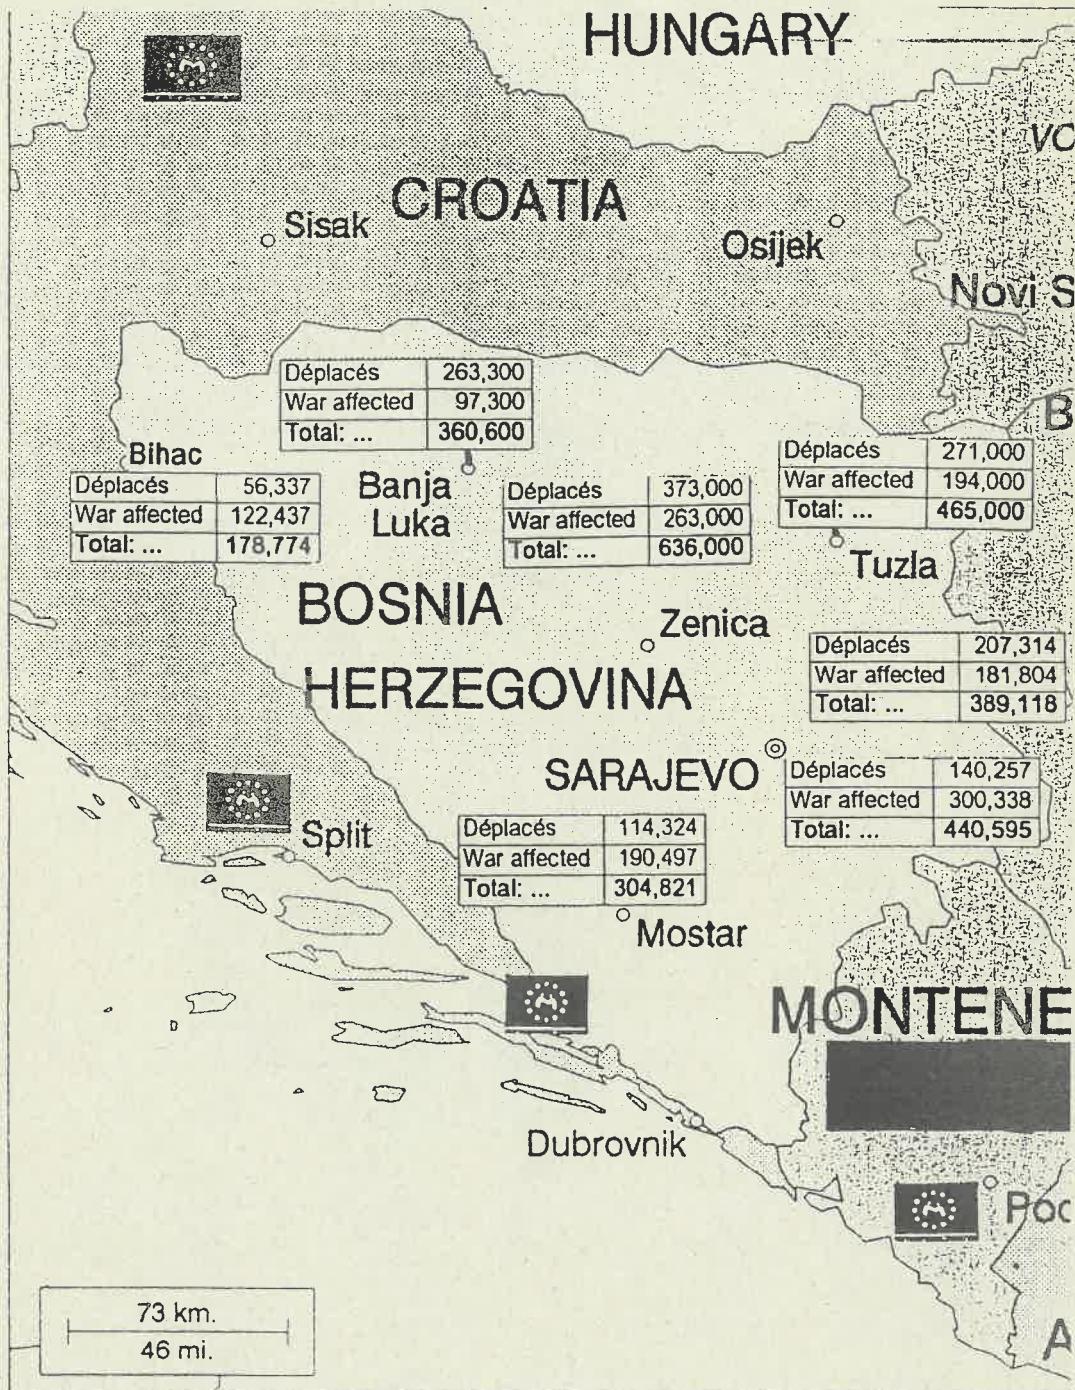 HUNGARY
VO
CROATIA
Sisak
Osijek
Novi S
Déplacés 263,300
War affected 97,300
Total: ... 360,600
B
Bihac
Déplacés 56,337
War affected 122,437
Total: ... 178,774
Banja
Luka
Déplacés 373,000
War affected 263,000
Total: ... 636,000
Déplacés 271,000
War affected 194,000
Total: ... 465,000
Tuzla
BOSNIA
Zenica
HERZEGOVINA
Déplacés 207,314
War affected 181,804
Total: ... 389,118
SARAJEVO
Déplacés 140,257
War affected 300,338
Total: ... 440,595
Split
Déplacés 114,324
War affected 190,497
Total: ... 304,821
Mostar
MONTENE
Dubrovnik
Poc
73 km.
46 mi.
A